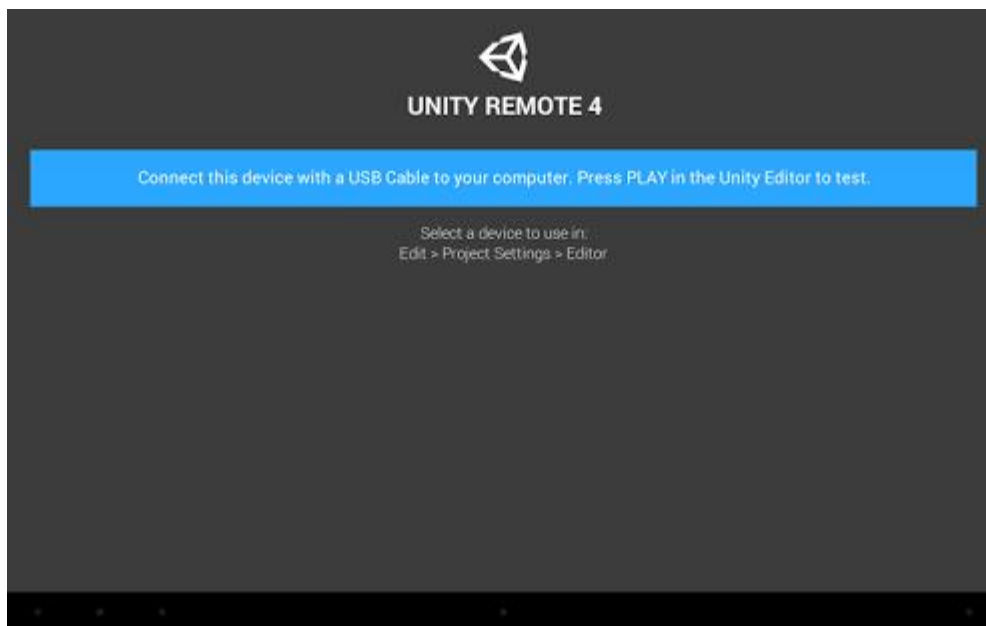 UNITY REMOTE 4
Connect this device with a USB Cable to your computer. Press PLAY in the Unity Editor to test.
Select a device to use in:
Edit > Project Settings > Editor